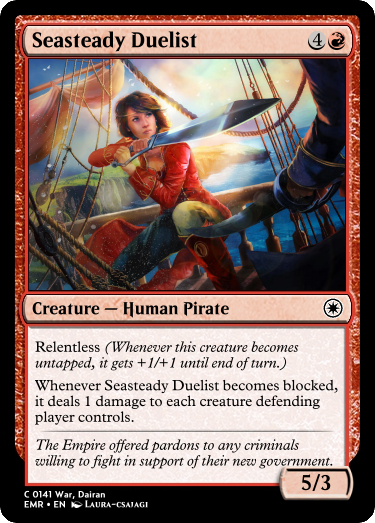 Seasteady Duelist 4
Creature — Human Pirate
Relentless (Whenever this creature becomes
untapped, it gets +1/+1 until end of turn.)
Whenever Seasteady Duelist becomes blocked,
it deals 1 damage to each creature defending
player controls.
The Empire offered pardons to any criminals
willing to fight in support of their new government.
5/3
C 0141 War, Dairan
EMR • EN Laura-csajagi